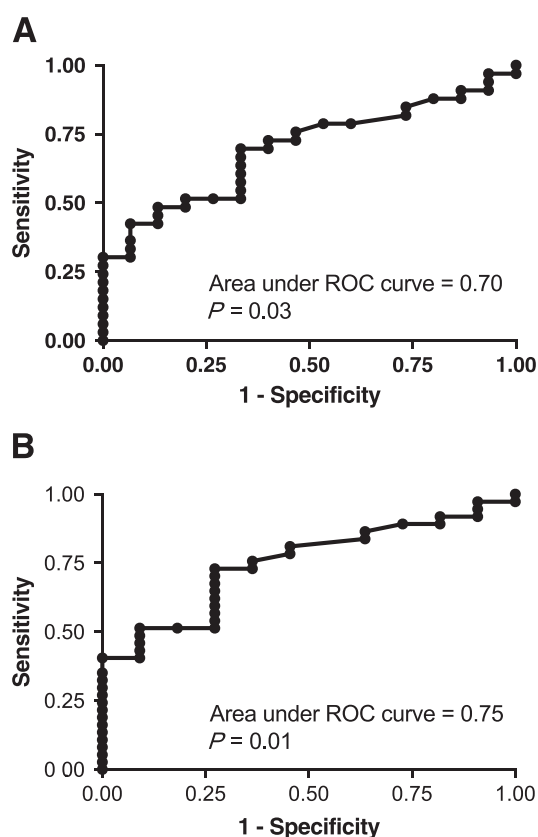 A
1.00
0.75
0.50
0.25
0.00
Sensitivity
Area under ROC curve = 0.70
P = 0.03
0.00 0.25 0.50 0.75 1.00
1 - Specificity
B
1.00
0.75
0.50
0.25
0 00
Sensitivity
Area under ROC curve = 0.75
P = 0.01
0.00 0.25 0.50 0.75 1.00
1 - Specificity